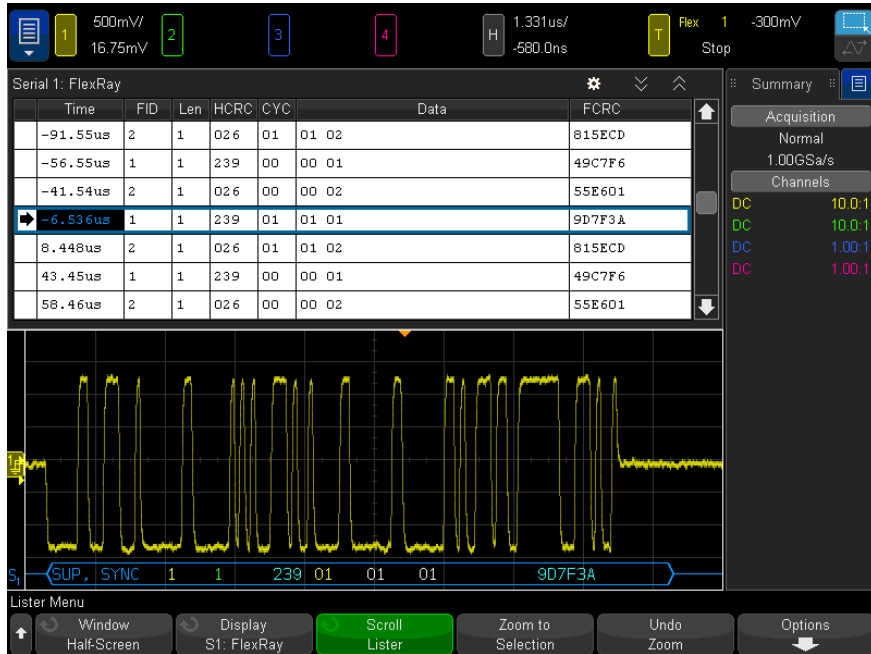 1 500mV/ 2 3 4 H 1.331us/ T Flex 1 -300mV
16.75mV -580.0ns Stop
Serial 1: FlexRay
Time FID Len HCRC CYC Data FCRC
-91.55us 2 1 026 01 01 02 815ECD
-56.55us 1 1 239 00 00 01 49C7F6
-41.54us 2 1 026 00 00 02 55E601
-6.536us 1 1 239 01 01 01 9D7F3A
8.448us 2 1 026 01 01 02 815ECD
43.45us 1 1 239 00 00 01 49C7F6
58.46us 2 1 026 00 00 02 55E601
Summary
Acquisition
Normal
1.00GSa/s
Channels
DC 10.0:1
DC 10.0:1
DC 1.00:1
DC 1.00:1
1
S1 SUP, SYNC 1 1 239 01 01 01 9D7F3A
Lister Menu
Window Display Scroll Zoom to Undo Options
Half-Screen S1: FlexRay Lister Selection Zoom